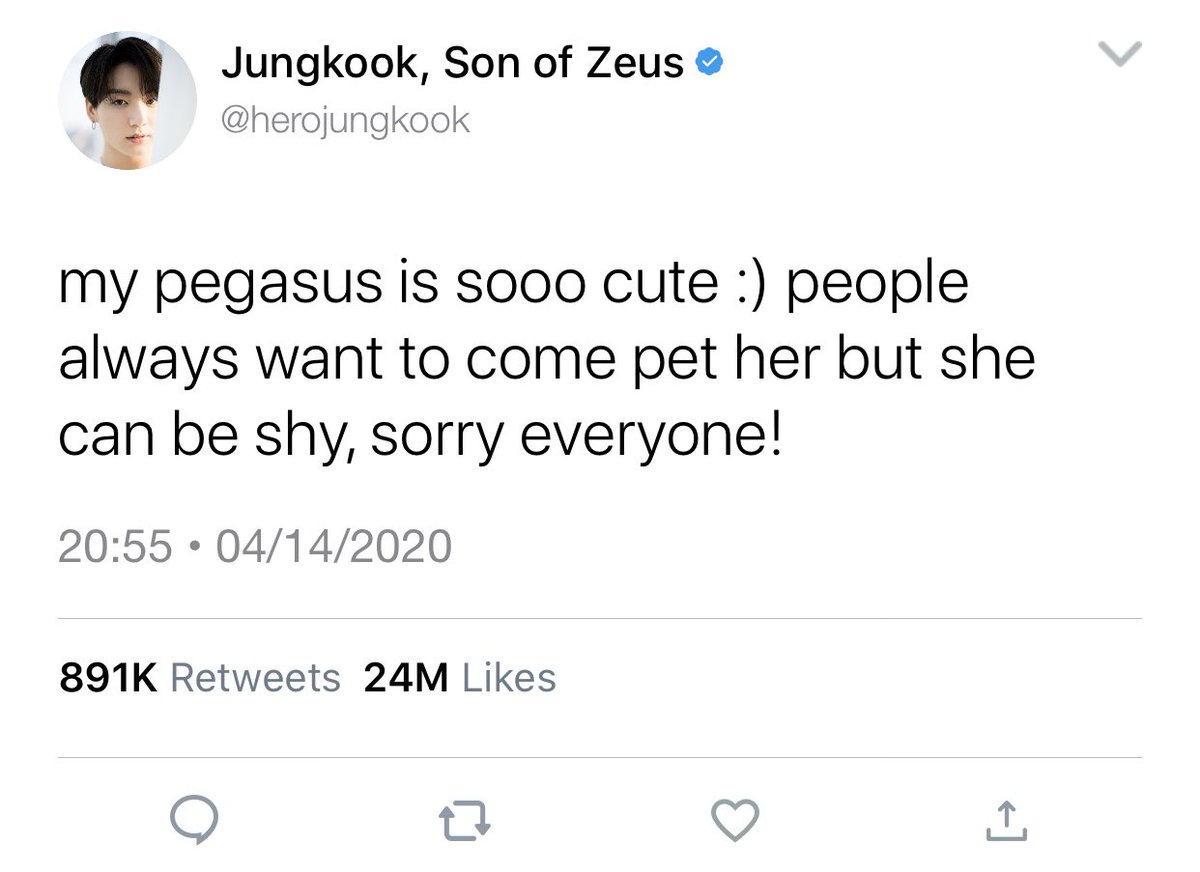 Jungkook, Son of Zeus
@herojungkook
my pegasus is sooo cute :) people
always want to come pet her but she
can be shy, sorry everyone!
20:55 • 04/14/2020
891K Retweets 24M Likes